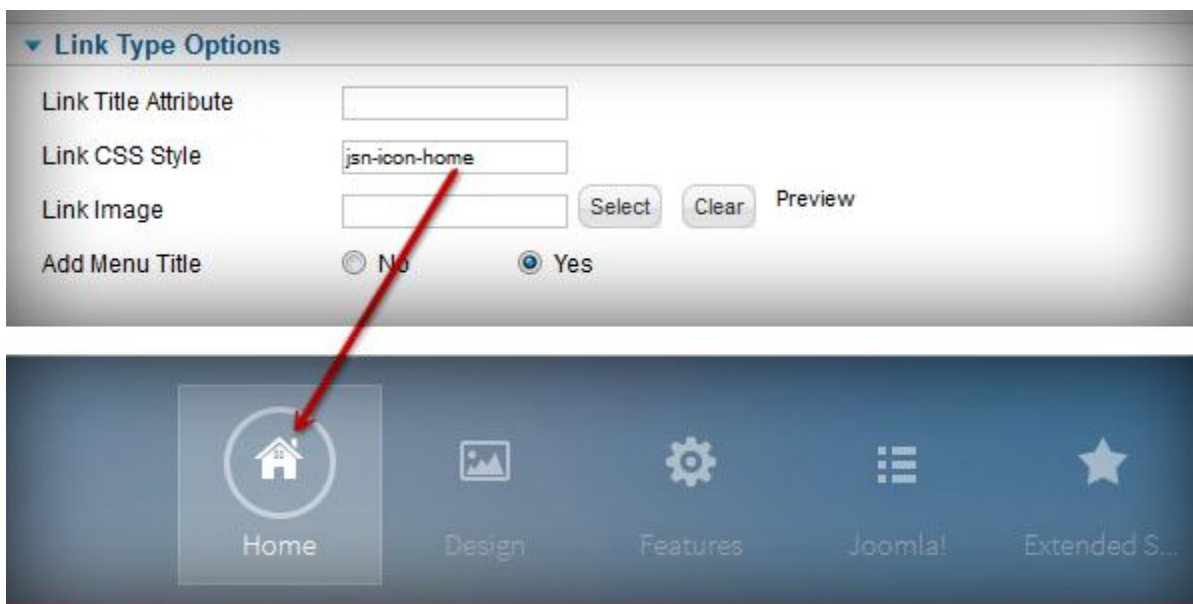 Link Type Options
Link Title Attribute
Link CSS Style jsn-icon-home
Link Image Select Clear Preview
Add Menu Title No Yes
Home Design Features Joomla! Extended S...